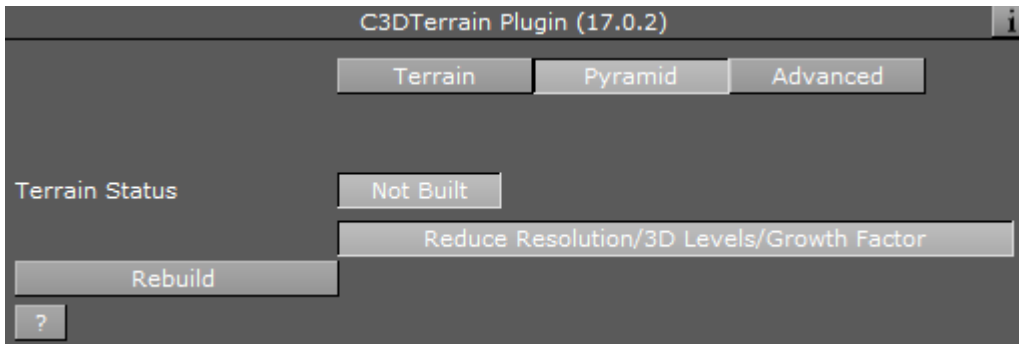 C3DTerrain Plugin (17.0.2) i
Terrain Pyramid Advanced
Terrain Status Not Built
Reduce Resolution/3D Levels/Growth Factor
Rebuild
?